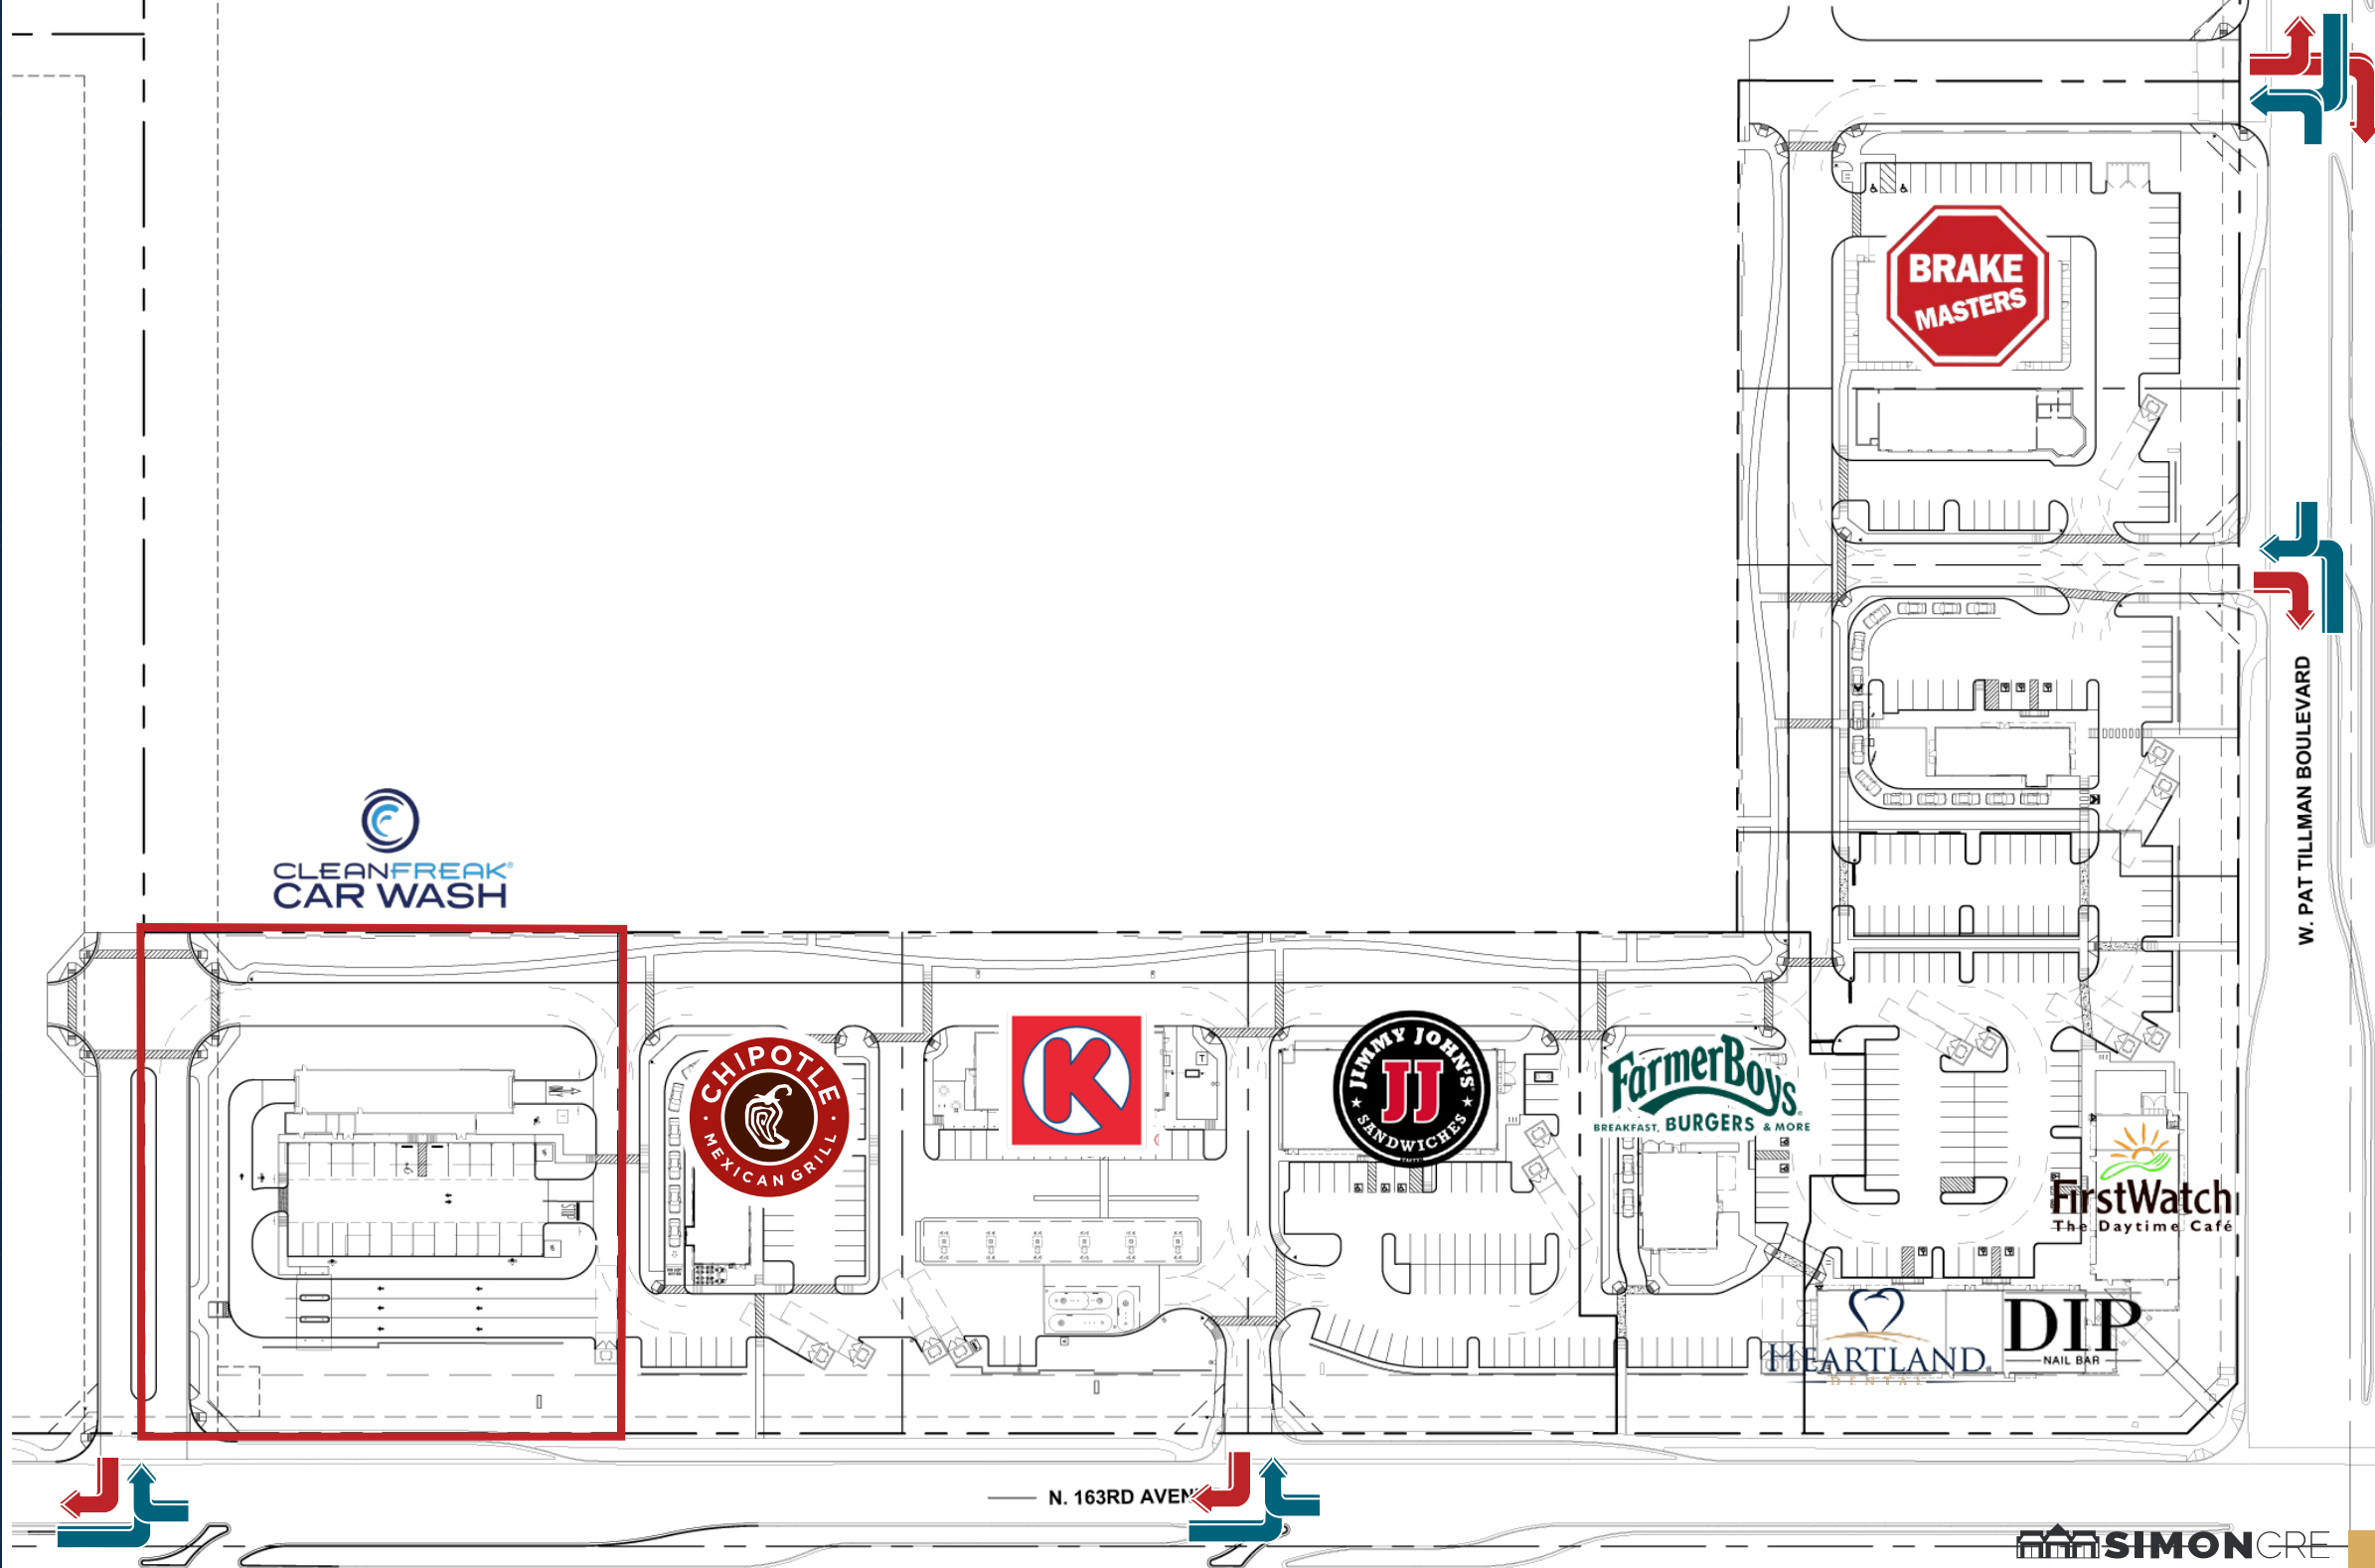 BRAKE
MASTERS
W. PAT TILLMAN BOULEVARD
CLEANFREAK®
CAR WASH
CHIPOTLE
MEXICAN GRILL
K
JIMMY JOHN'S®
JJ
SANDWICHES
FarmerBoys®
BREAKFAST, BURGERS & MORE
FirstWatch
The Daytime Café
HEARTLAND
DENTAL
DIP
NAIL BAR
N. 163RD AVEN
SIMONCRE